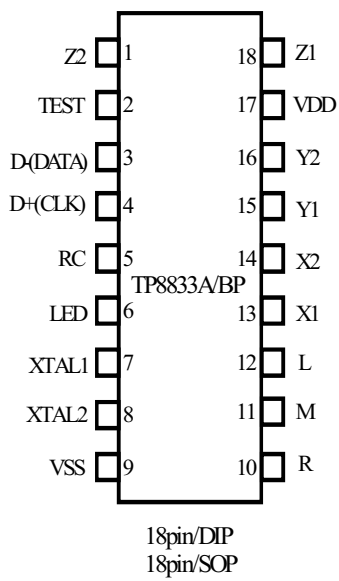 Z2 1 18 Z1
TEST 2 17 VDD
D-(DATA) 3 16 Y2
D+(CLK) 4 15 Y1
RC 5 14 X2
TP8833A/BP
LED 6 13 X1
XTAL1 7 12 L
XTAL2 8 11 M
VSS 9 10 R
18pin/DIP
18pin/SOP